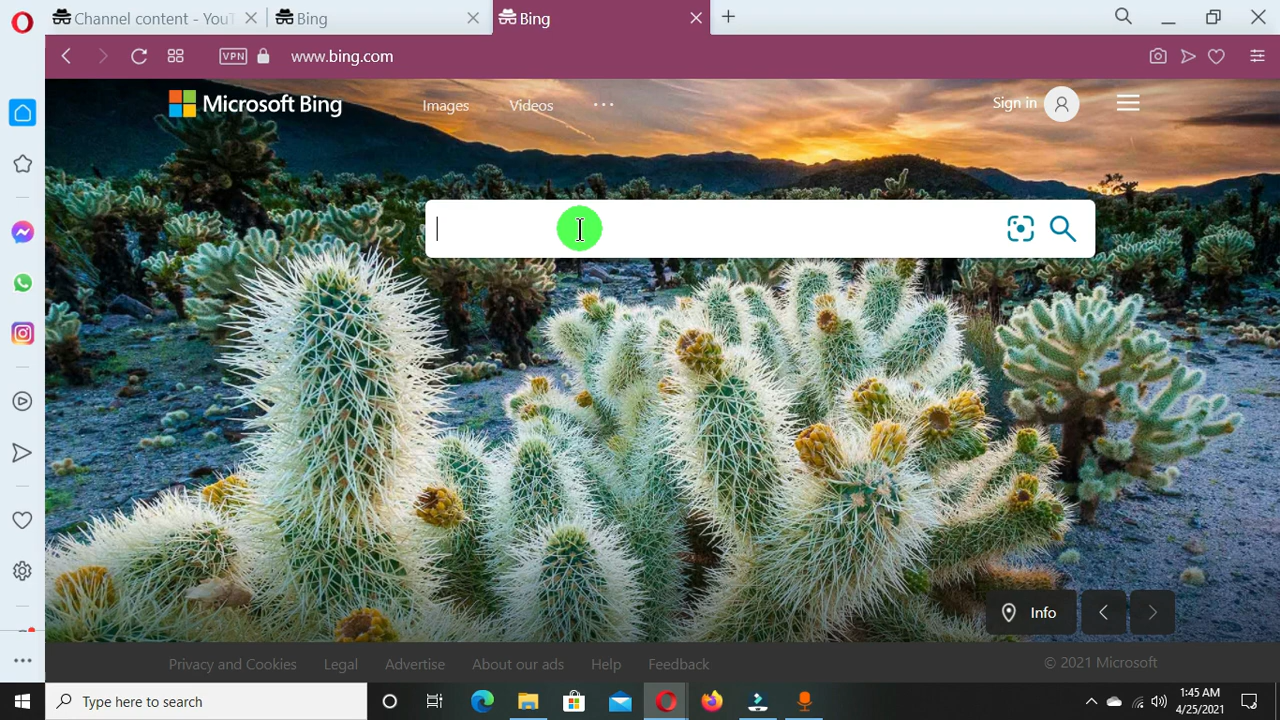 Channel content - YouT
Bing
Bing
VPN
www.bing.com
Microsoft Bing
Images
Videos
Sign in
Info
Privacy and Cookies
Legal
Advertise
About our ads
Help
Feedback
© 2021 Microsoft
Type here to search
1:45 AM
4/25/2021